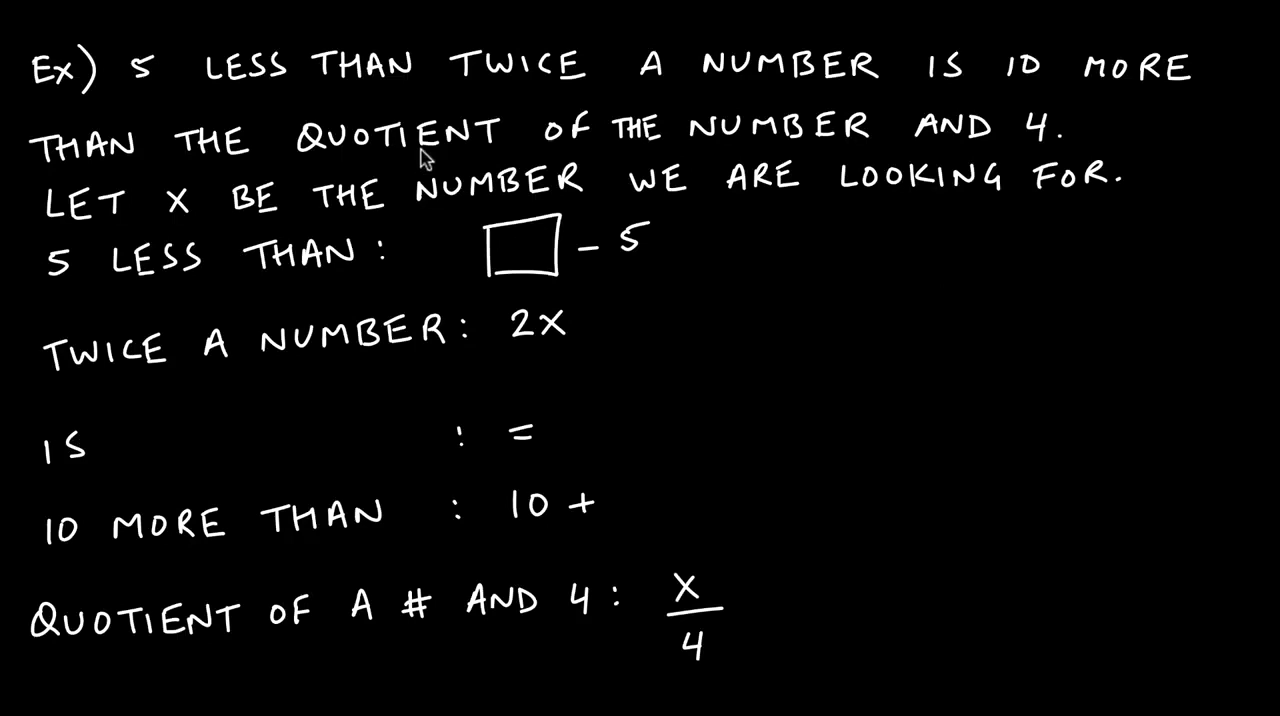 EX) 5 LESS THAN TWICE A NUMBER IS 10 MORE
THAN THE QUOTIENT OF THE NUMBER AND 4.
LET X BE THE NUMBER WE ARE LOOKING FOR.
5 LESS THAN: □ - 5
TWICE A NUMBER: 2X
IS : =
10 MORE THAN : 10 +
QUOTIENT OF A # AND 4: X/4